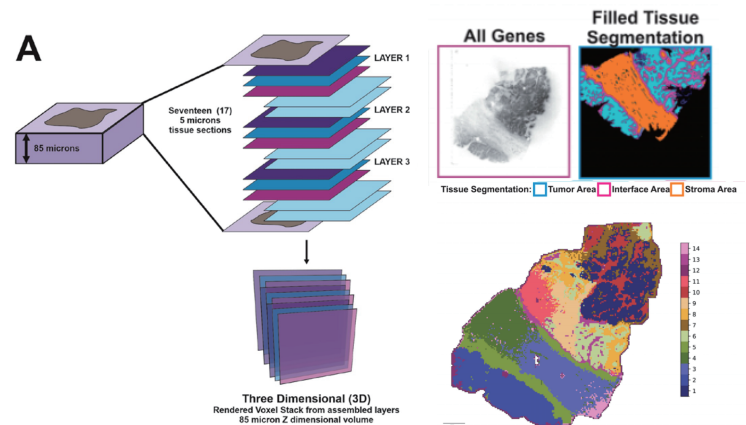 A
85 microns
Seventeen (17)
5 microns
tissue sections
LAYER 1
LAYER 2
LAYER 3
Three Dimensional (3D)
Rendered Voxel Stack from assembled layers
85 micron Z dimensional volume
All Genes
Filled Tissue
Segmentation
Tissue Segmentation: Tumor Area Interface Area Stroma Area
14
13
12
11
10
9
8
7
6
5
4
3
2
1